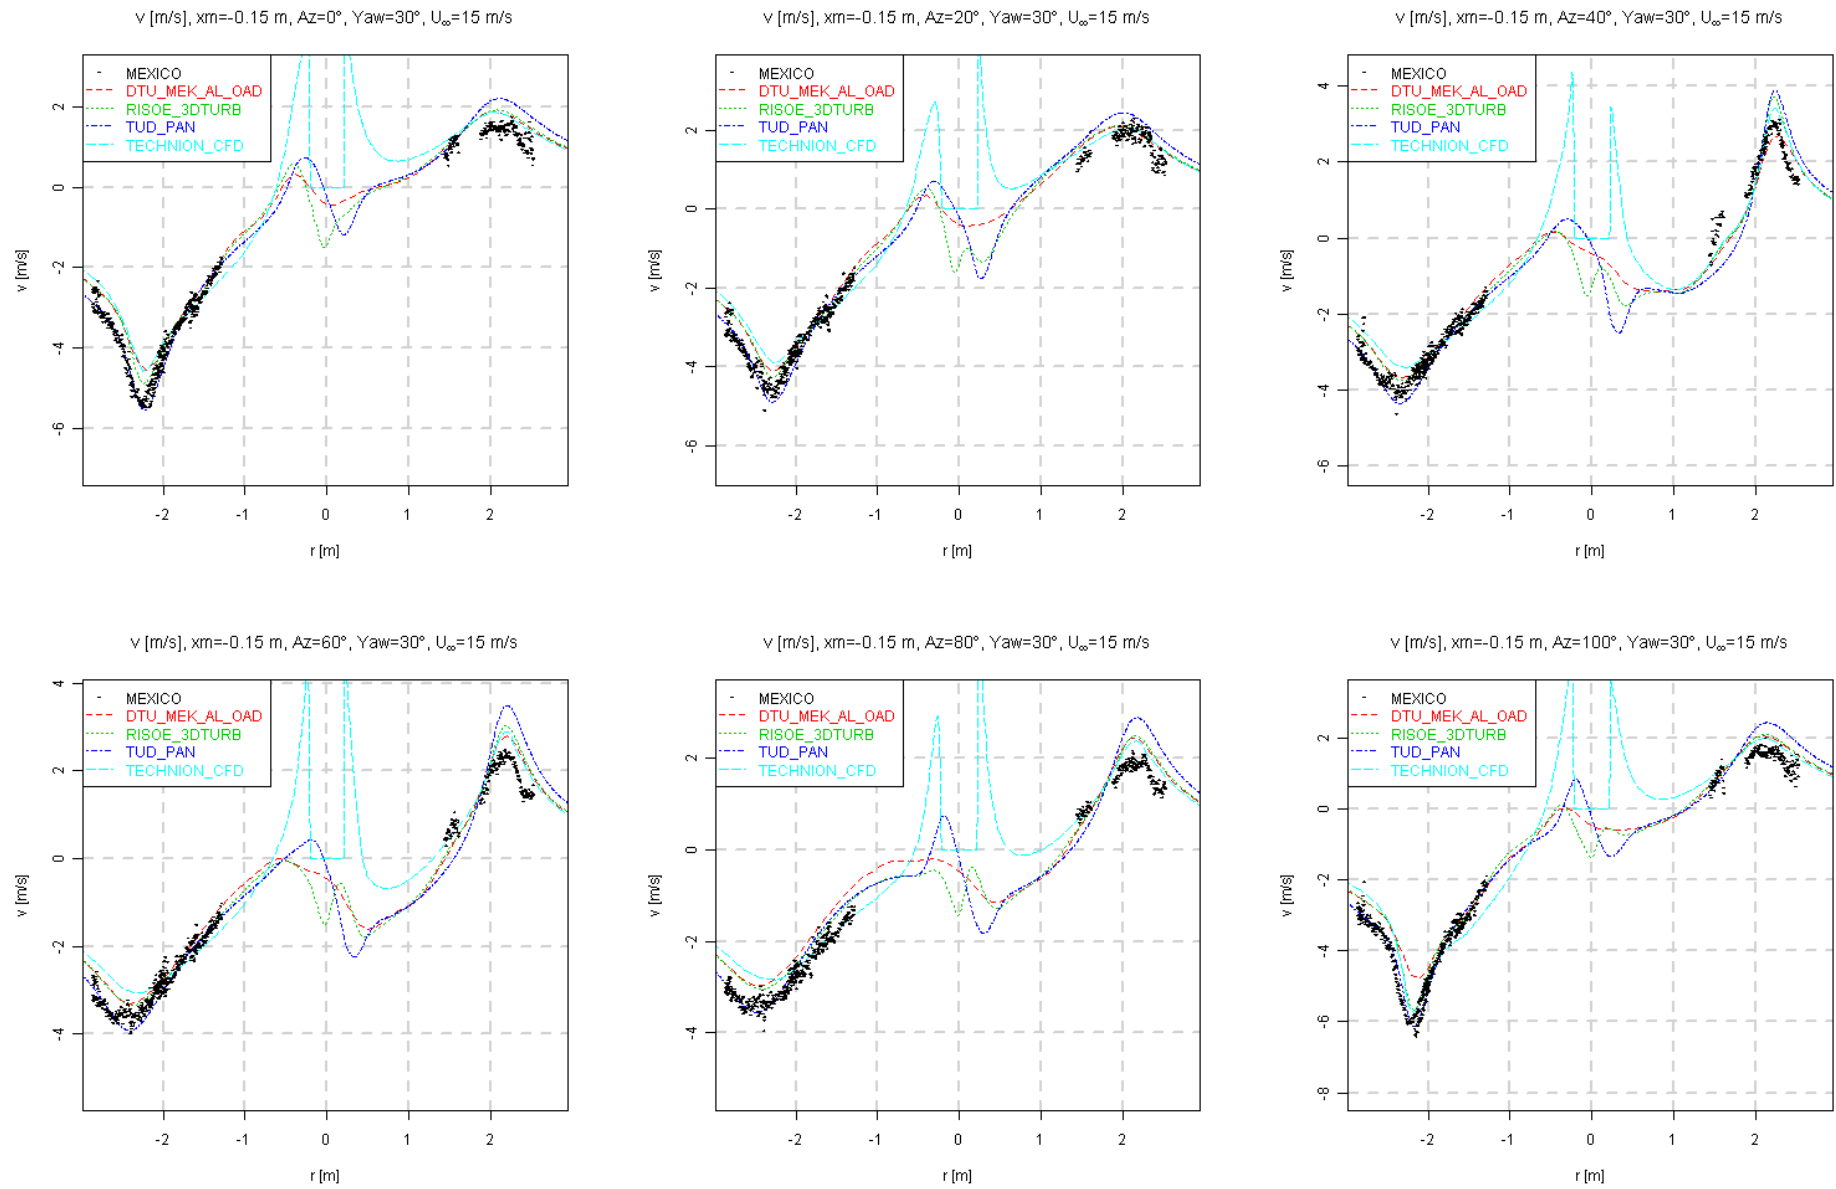 v [m/s], xm=-0.15 m, Az=0°, Yaw=30°, U∞=15 m/s
MEXICO
DTU_MEK_AL_OAD
RISOE_3DTURB
TUD_PAN
TECHNION_CFD
v [m/s]
2
0
-2
-4
-6
-2 -1 0 1 2
r [m]
v [m/s], xm=-0.15 m, Az=20°, Yaw=30°, U∞=15 m/s
MEXICO
DTU_MEK_AL_OAD
RISOE_3DTURB
TUD_PAN
TECHNION_CFD
v [m/s]
2
0
-2
-4
-6
-2 -1 0 1 2
r [m]
v [m/s], xm=-0.15 m, Az=40°, Yaw=30°, U∞=15 m/s
MEXICO
DTU_MEK_AL_OAD
RISOE_3DTURB
TUD_PAN
TECHNION_CFD
v [m/s]
4
2
0
-2
-4
-6
-2 -1 0 1 2
r [m]
v [m/s], xm=-0.15 m, Az=60°, Yaw=30°, U∞=15 m/s
MEXICO
DTU_MEK_AL_OAD
RISOE_3DTURB
TUD_PAN
TECHNION_CFD
v [m/s]
4
2
0
-2
-4
-2 -1 0 1 2
r [m]
v [m/s], xm=-0.15 m, Az=80°, Yaw=30°, U∞=15 m/s
MEXICO
DTU_MEK_AL_OAD
RISOE_3DTURB
TUD_PAN
TECHNION_CFD
v [m/s]
2
0
-2
-4
-2 -1 0 1 2
r [m]
v [m/s], xm=-0.15 m, Az=100°, Yaw=30°, U∞=15 m/s
MEXICO
DTU_MEK_AL_OAD
RISOE_3DTURB
TUD_PAN
TECHNION_CFD
v [m/s]
2
0
-2
-4
-6
-8
-2 -1 0 1 2
r [m]